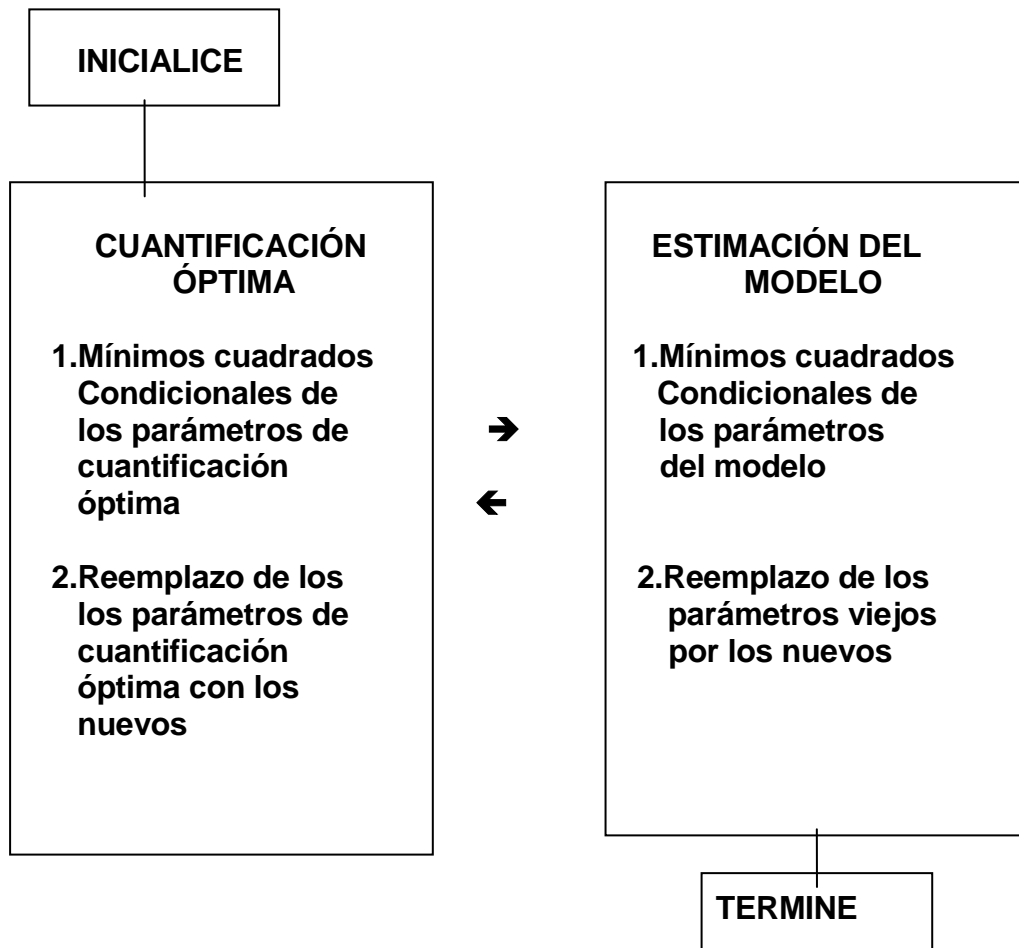 INICIALICE
CUANTIFICACIÓN
ÓPTIMA
1.Mínimos cuadrados
Condicionales de
los parámetros de
cuantificación
óptima
2.Reemplazo de los
los parámetros de
cuantificación
óptima con los
nuevos
ESTIMACIÓN DEL
MODELO
1.Mínimos cuadrados
Condicionales de
los parámetros
del modelo
2.Reemplazo de los
parámetros viejos
por los nuevos
TERMINE